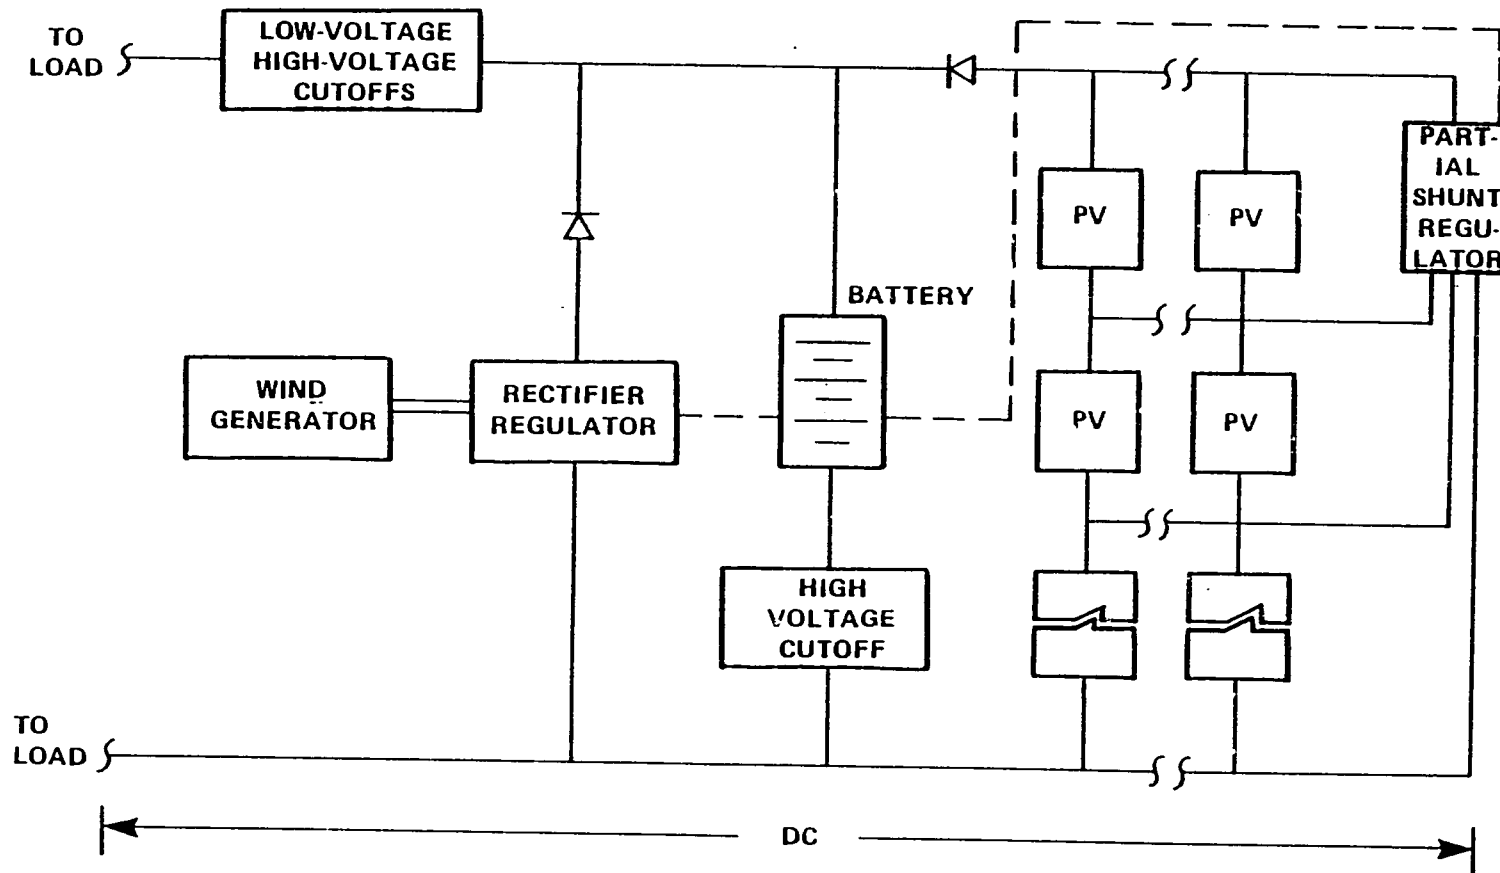 TO
LOAD
LOW-VOLTAGE
HIGH-VOLTAGE
CUTOFFS
PART-
IAL
SHUNT
REGU-
LATOR
PV
PV
BATTERY
WIND
GENERATOR
RECTIFIER
REGULATOR
PV
PV
HIGH
VOLTAGE
CUTOFF
TO
LOAD
DC